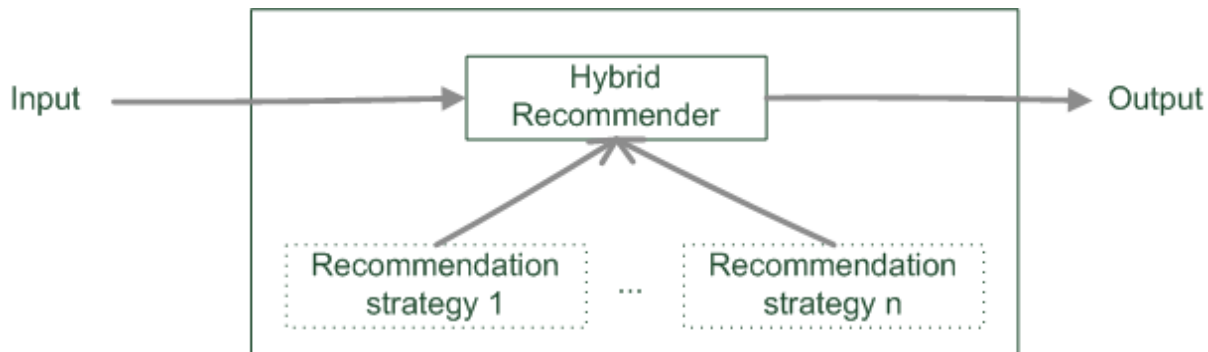 Input
Hybrid
Recommender
Output
Recommendation
strategy 1
...
Recommendation
strategy n